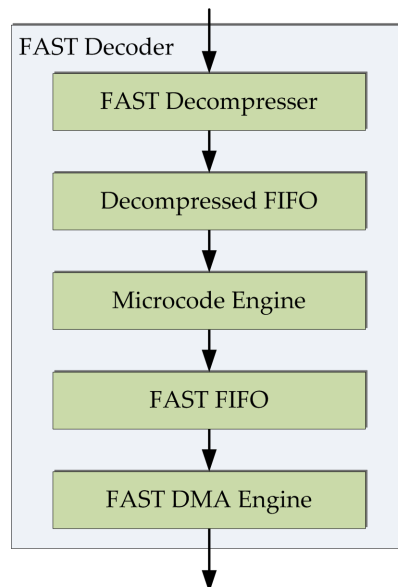 FAST Decoder
FAST Decompresser
Decompressed FIFO
Microcode Engine
FAST FIFO
FAST DMA Engine